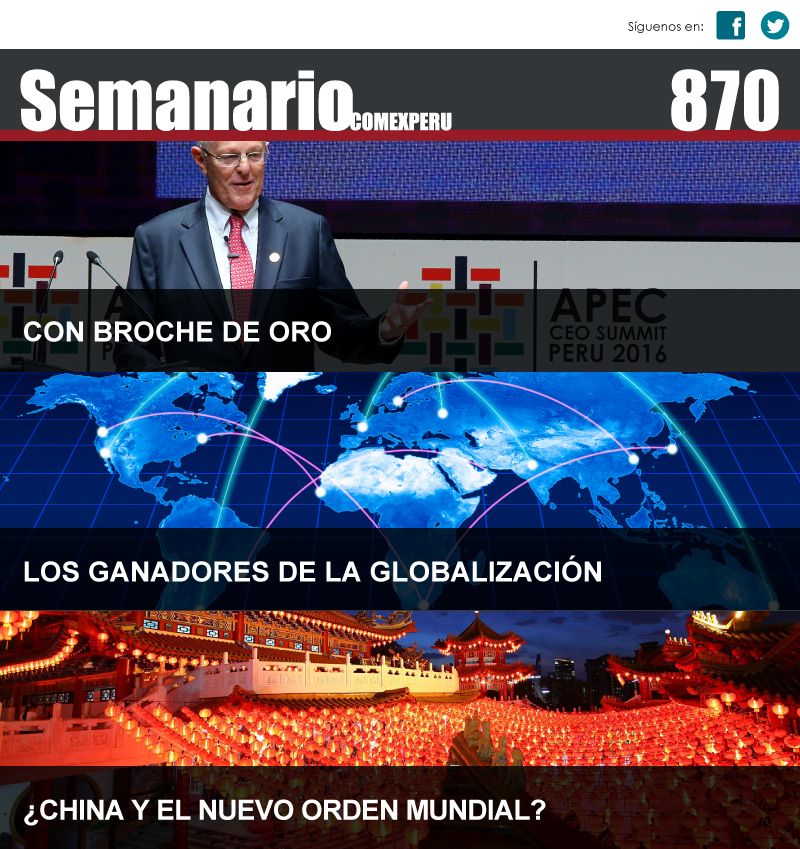 Síguenos en:
Semanario COMEXPERU 870
APEC
CEO SUMMIT
PERU 2016
CON BROCHE DE ORO
LOS GANADORES DE LA GLOBALIZACIÓN
¿CHINA Y EL NUEVO ORDEN MUNDIAL?